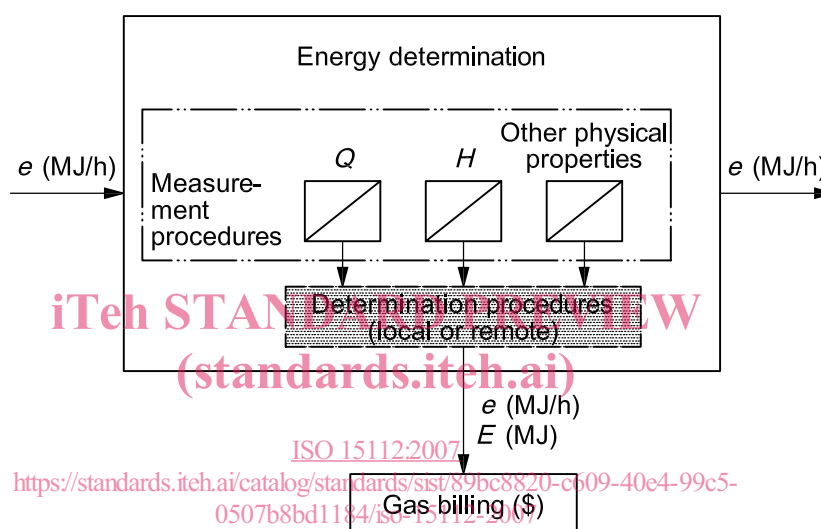 Energy determination
Other physical
properties
Q
H
e (MJ/h)
e (MJ/h)
Measure-
ment
procedures
Determination procedures
(local or remote)
iTeh STANDARD PREVIEW
(standards.iteh.ai)
e (MJ/h)
E (MJ)
ISO 15112:2007
https://standards.iteh.ai/catalog/standards/sist/89bc8820-c609-40e4-99c5-
0507b8bd1184/iso-15112-2007
Gas billing ($)